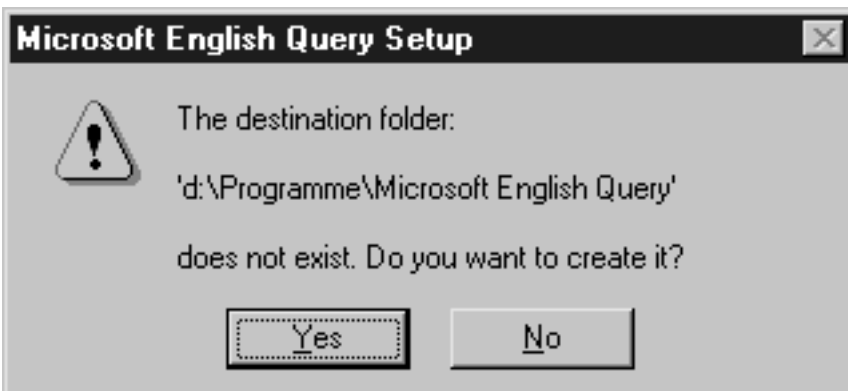 Microsoft English Query Setup
The destination folder:
'd:\Programme\Microsoft English Query'
does not exist. Do you want to create it?
Yes No